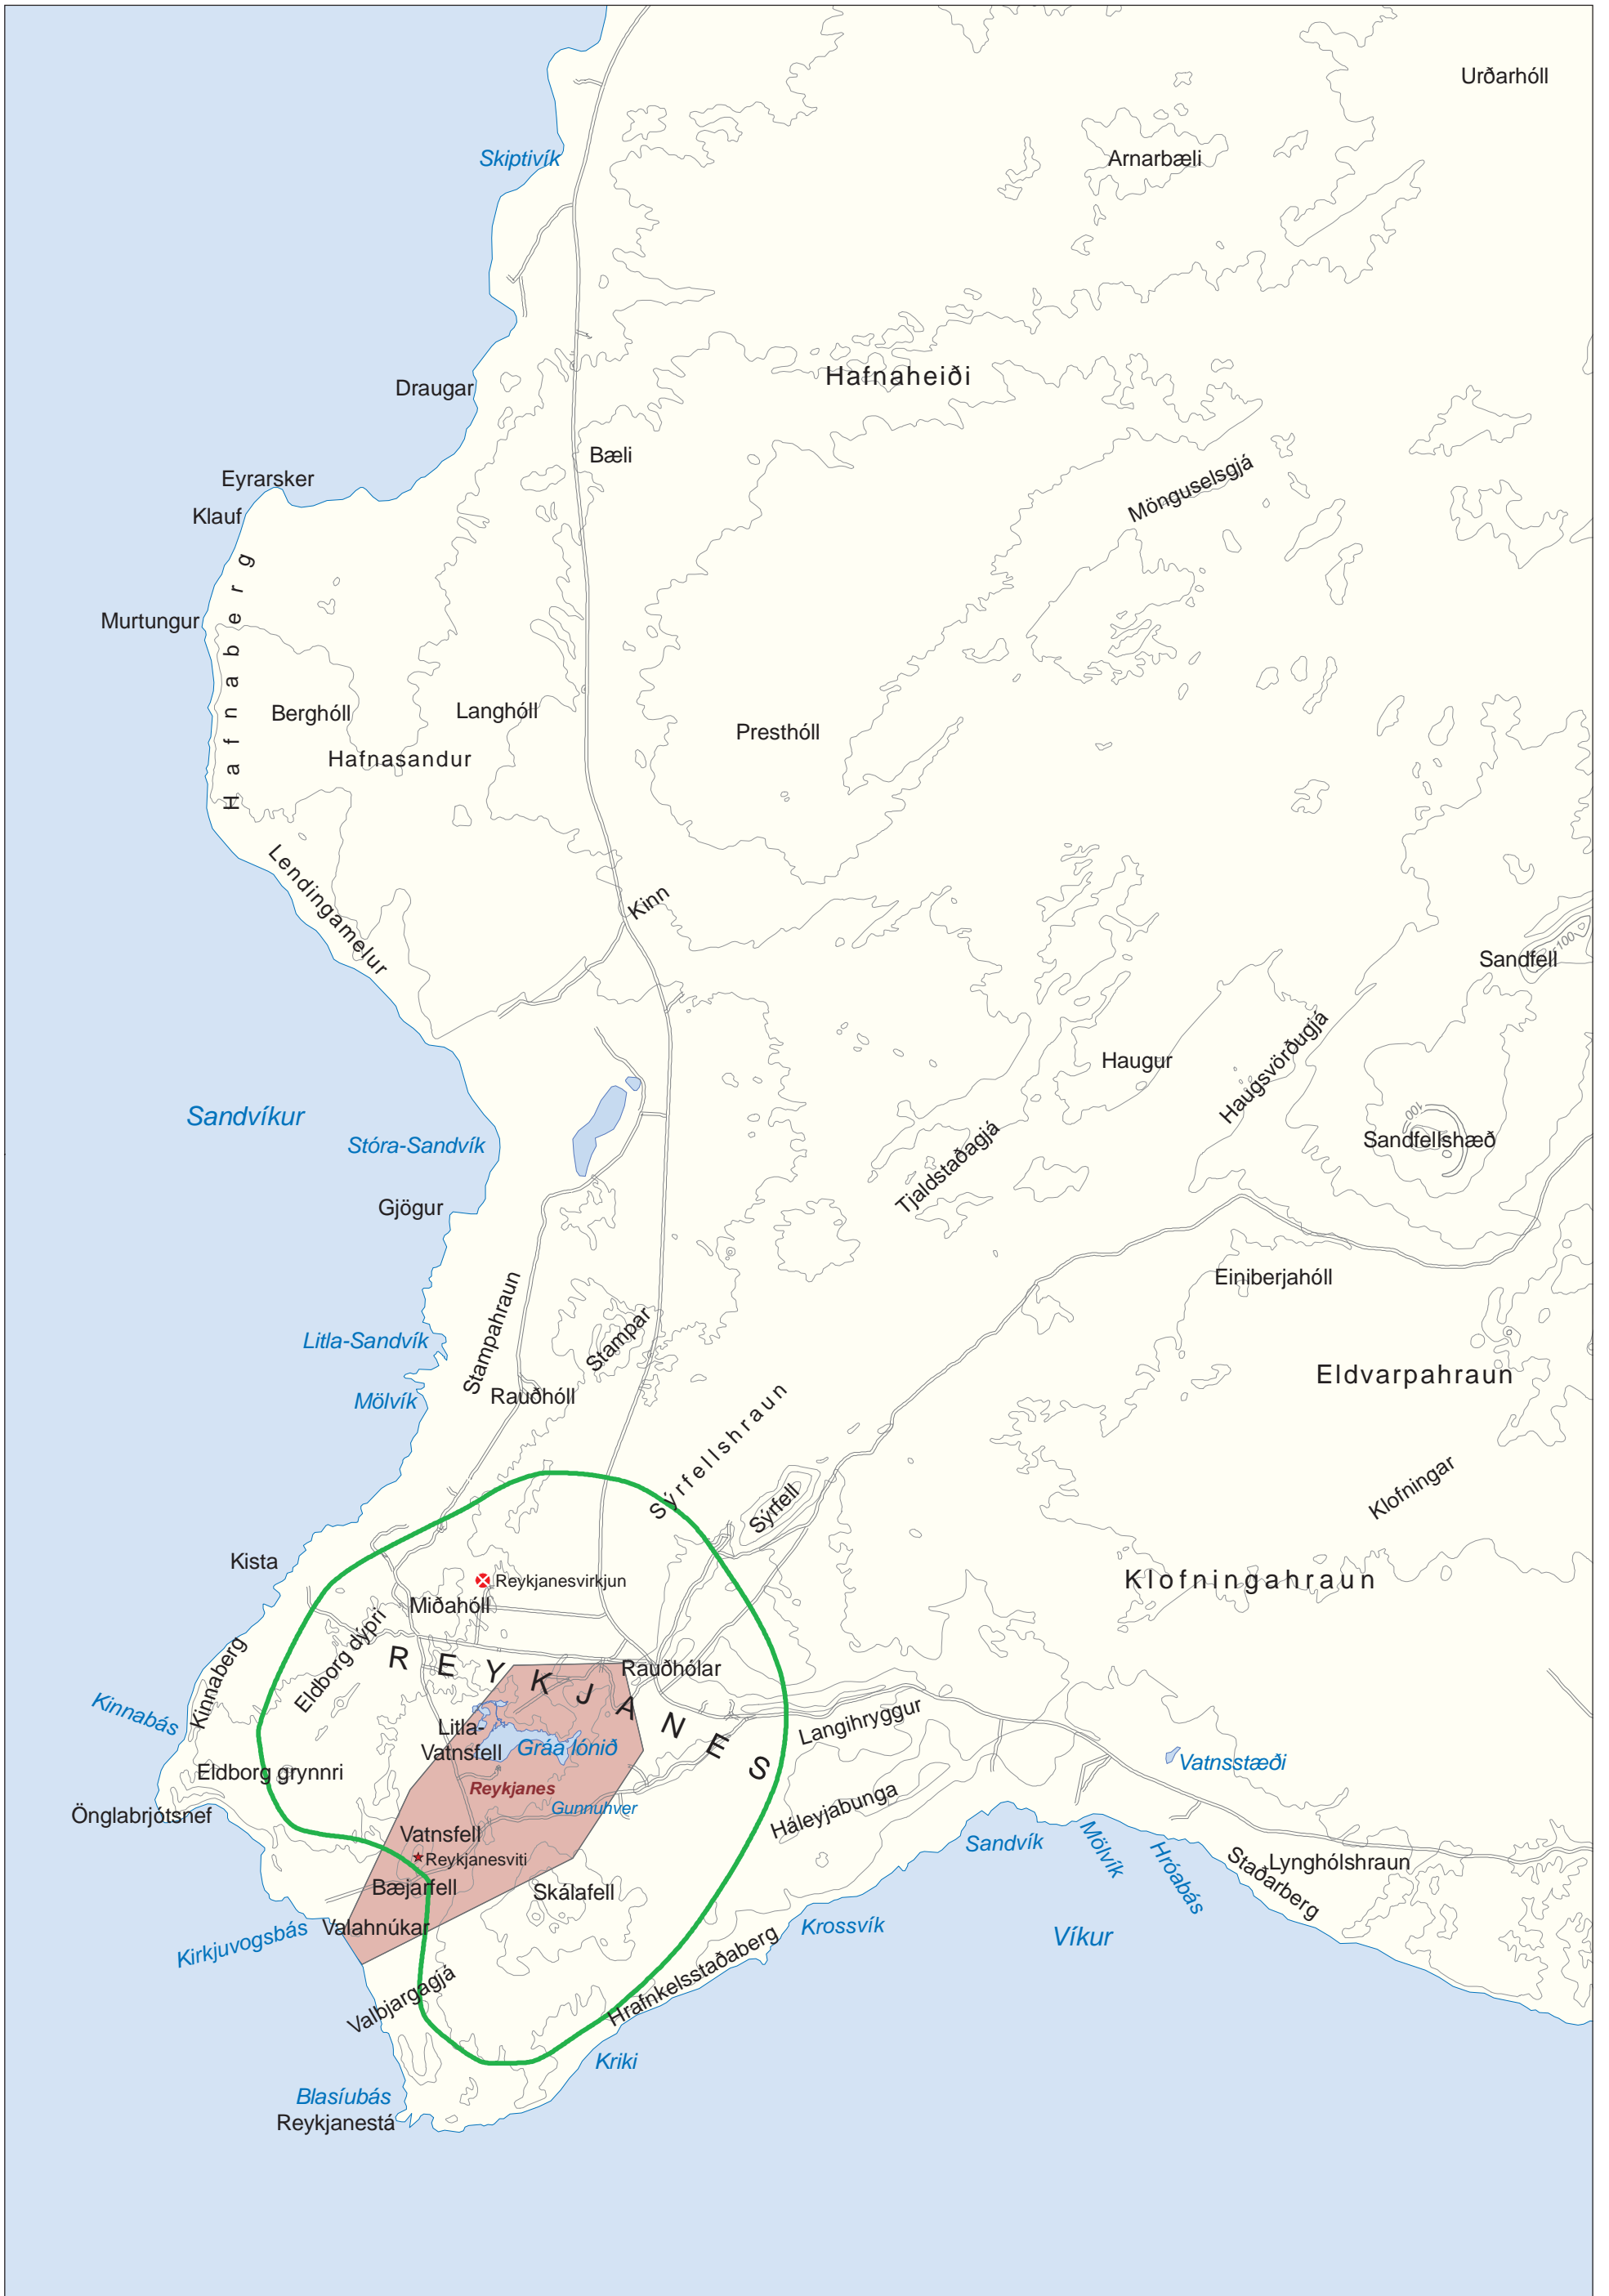 Urðarhóll
Skiptivík
Arnarbæli
Hafnaheiði
Draugar
Bæli
Eyrarsker
Mönguselsgjá
Klauf
Hafnaberg
Murtungur
Berghóll
Langhóll
Presthóll
Hafnasandur
Lendingamelur
Kinn
100
Sandfell
Haugur
Haugsvörðugjá
Sandvíkur
100
Sandfellshæð
Stóra-Sandvík
Tjaldstaðagjá
Gjögur
Einiberjahóll
Stampahraun
Stampar
Litla-Sandvík
Eldvarpahraun
Rauðhóll
Mölvík
Sýrfellshraun
Klofningar
Sýrfell
Kista
Reykjanesvirkjun
Klofningahraun
Miðahóll
Eldborg dýpri
REYKJANES
Rauðhólar
Kinnaberg
Kinnabás
Langihryggur
Litla-
Vatnsfell
Gráa lónið
Vatnsstæði
Eldborg grynnri
Reykjanes
Gunnuhver
Háleyjabunga
Önglabrjótsnef
Vatnsfell
Sandvík
Mölvík
Hróabás
Staðarberg
Lynghólshraun
Reykjanesviti
Bæjarfell
Skálafell
Valahnúkar
Kirkjuvogsbás
Krossvík
Víkur
Hrafnkelsstaðaberg
Valbjargagjá
Kriki
Blasíubás
Reykjanestá